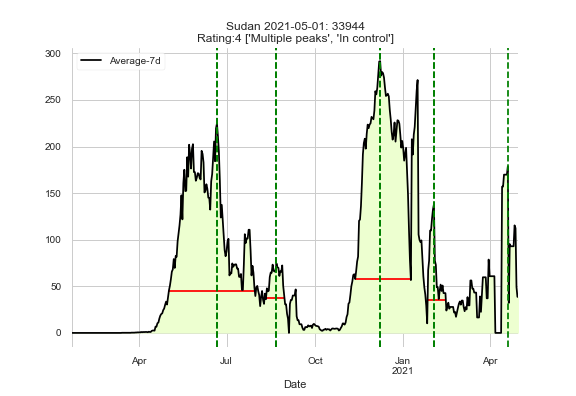 Sudan 2021-05-01: 33944
Rating:4 ['Multiple peaks', 'In control']
Average-7d
300
250
200
150
100
50
0
Apr
Jul
Oct
Jan
2021
Apr
Date